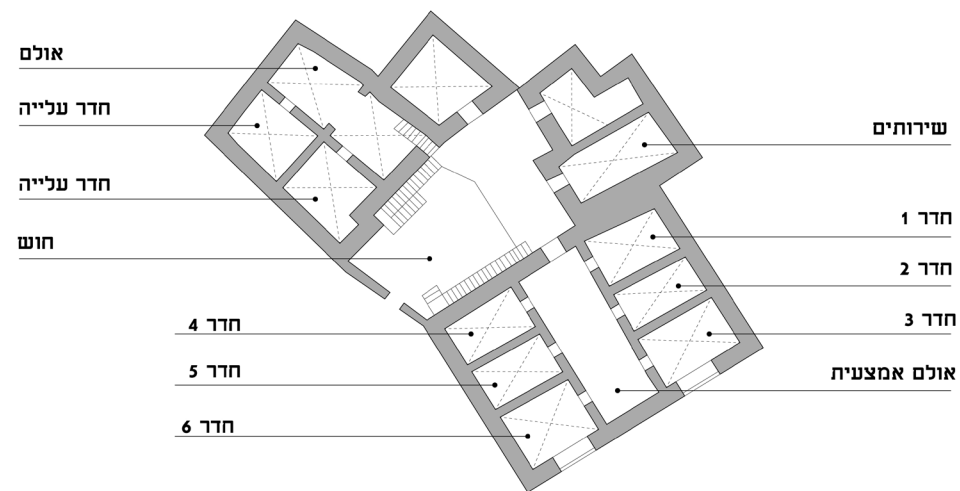 אולם
חדר עלייה
שירותים
חדר עלייה
חדר 1
חוש
חדר 2
חדר 3
חדר 4
חדר 5
אולם אמצעית
חדר 6